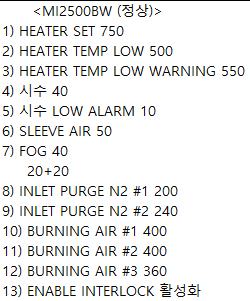 <MI2500BW (정상)>
1) HEATER SET 750
2) HEATER TEMP LOW 500
3) HEATER TEMP LOW WARNING 550
4) 시수 40
5) 시수 LOW ALARM 10
6) SLEEVE AIR 50
7) FOG 40
20+20
8) INLET PURGE N2 #1 200
9) INLET PURGE N2 #2 240
10) BURNING AIR #1 400
11) BURNING AIR #2 400
12) BURNING AIR #3 360
13) ENABLE INTERLOCK 활성화